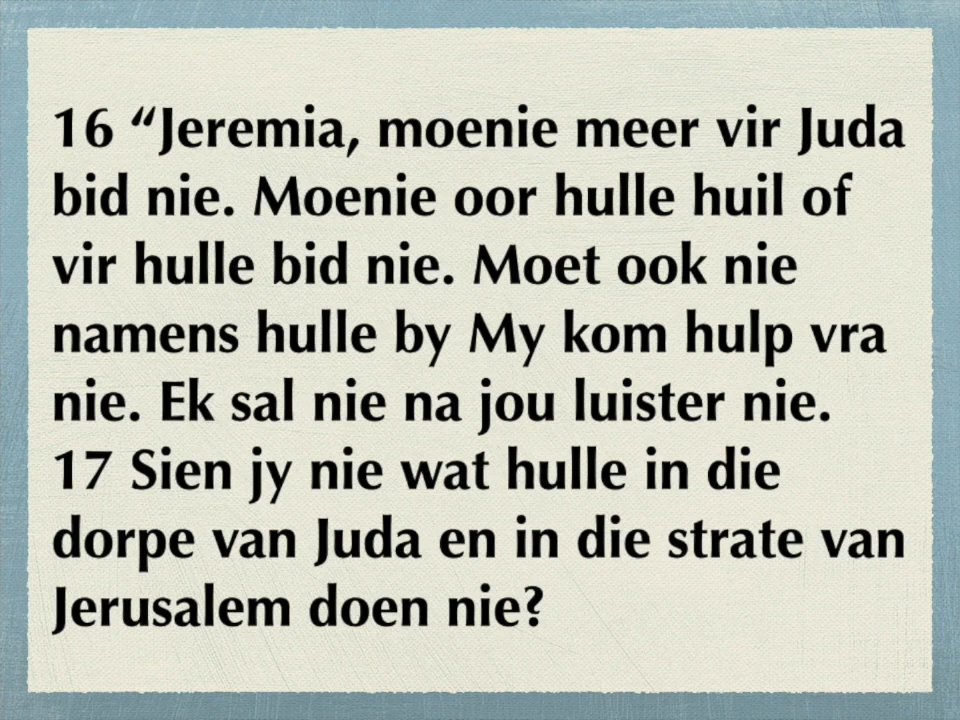 16 “Jeremia, moenie meer vir Juda
bid nie. Moenie oor hulle huil of
vir hulle bid nie. Moet ook nie
namens hulle by My kom hulp vra
nie. Ek sal nie na jou luister nie.
17 Sien jy nie wat hulle in die
dorpe van Juda en in die strate van
Jerusalem doen nie?